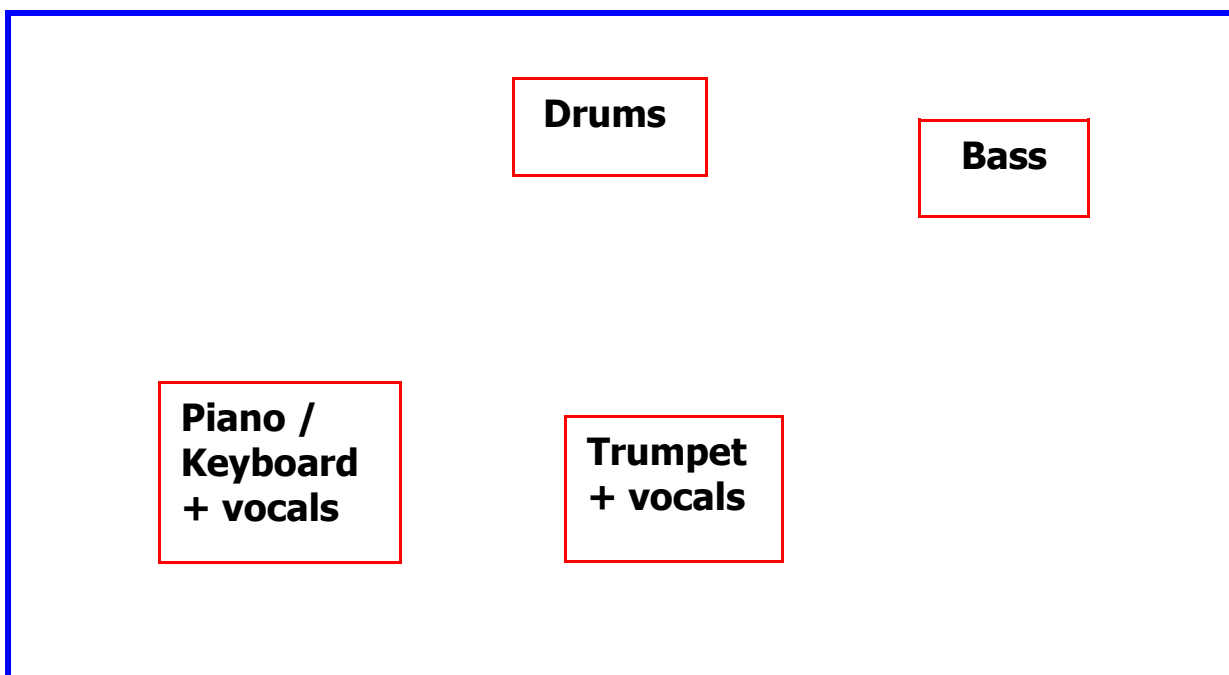 Drums
Bass
Piano /
Keyboard
+ vocals
Trumpet
+ vocals